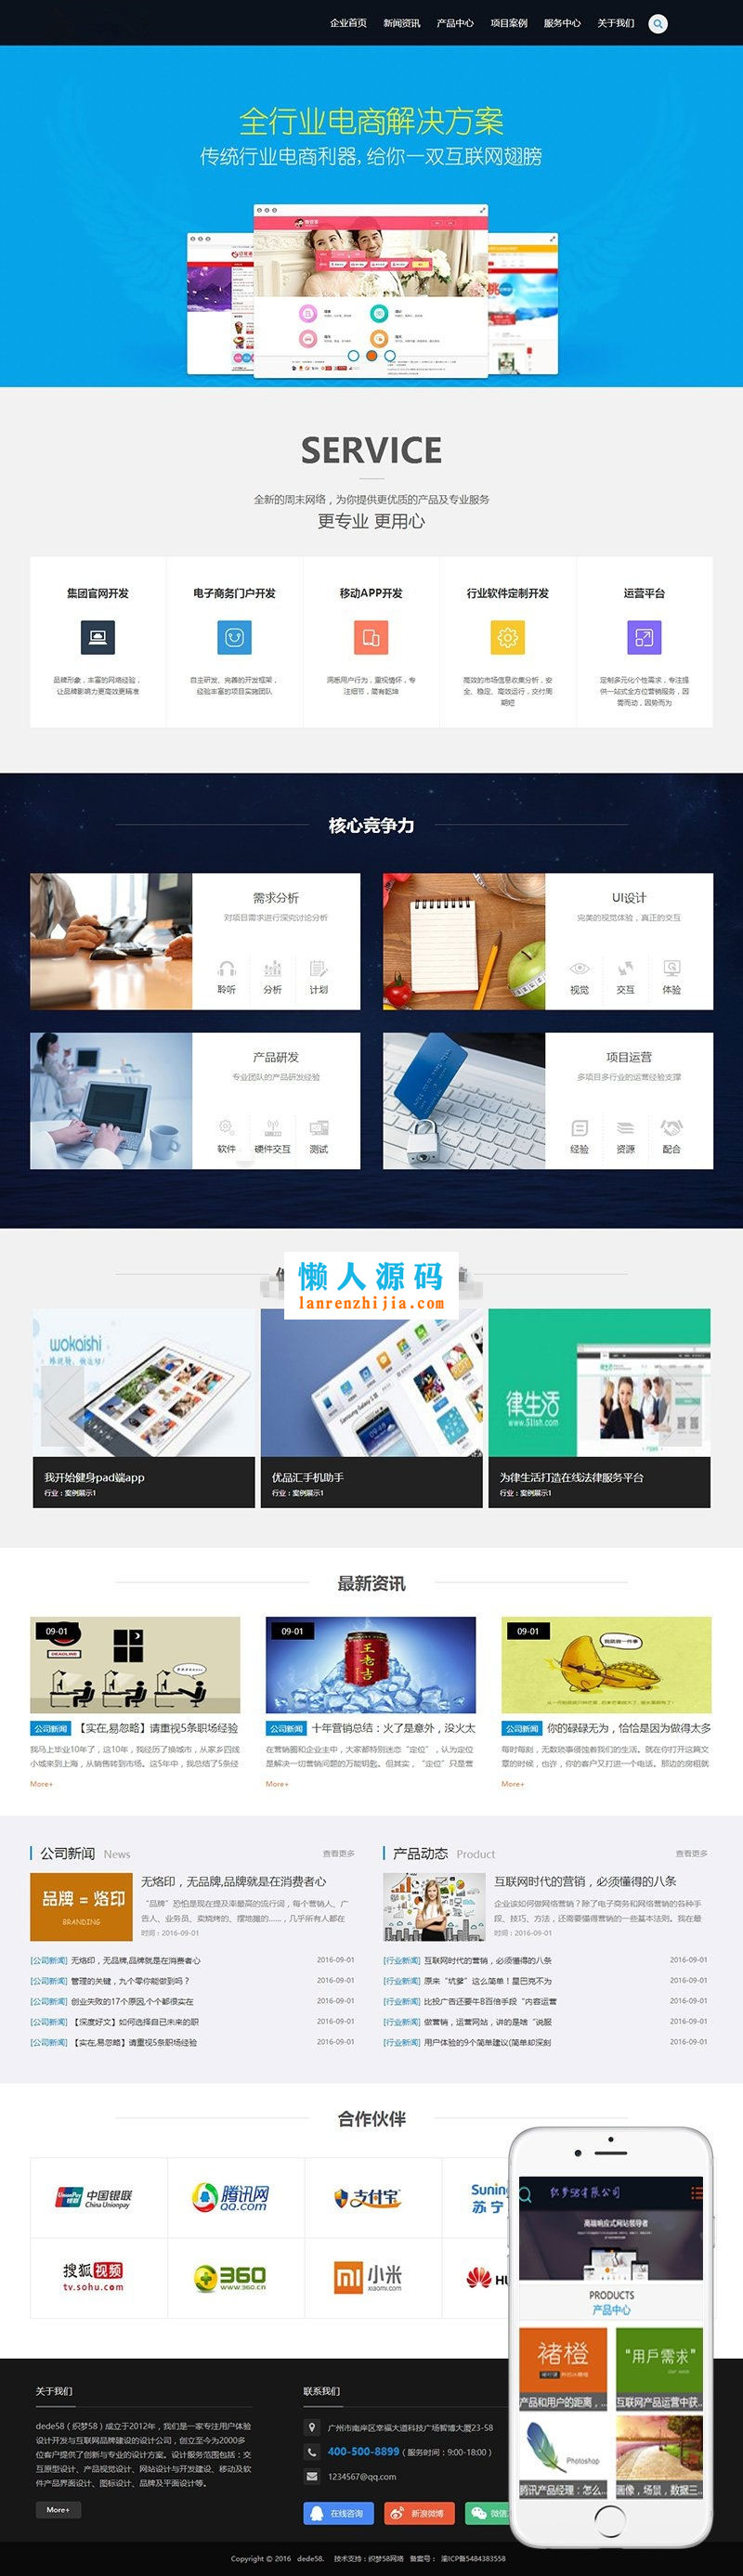 企业首页 新闻资讯 产品中心 项目案例 服务中心 关于我们
全行业电商解决方案
传统行业电商利器,给你一双互联网翅膀
SERVICE
全新的周末网络，为你提供更优质的产品及专业服务
更专业 更用心
集团官网开发
品牌形象，丰富的网络经验，
让品牌影响力更高效更精准
电子商务门户开发
自主研发、完善的开发框架，
经验丰富的项目实施团队
移动APP开发
洞悉用户行为，重视情怀，专
注细节，简有乾坤
行业软件定制开发
高效的市场信息收集分析，安
全、稳定、高效运行，交付周
期短
运营平台
定制多元化个性需求，专注提
供一站式全方位营销服务，因
需而动，因势而为
核心竞争力
需求分析
对项目需求进行深究讨论分析
聆听 分析 计划
UI设计
完美的视觉体验，真正的交互
视觉 交互 体验
产品研发
专业团队的产品研发经验
软件 硬件交互 测试
项目运营
多项目多行业的运营经验支撑
经验 资源 配合
懒人源码
lanrenzhijia.com
wokaishi
我开始健身pad端app
行业：案例展示1
优品汇手机助手
行业：案例展示1
律生活
www.51lsh.com
为律生活打造在线法律服务平台
行业：案例展示1
最新资讯
09-01
DEADLINE
公司新闻 【实在,易忽略】请重视5条职场经验
我马上毕业10年了，这10年，我经历了换城市，从家乡四线
小城来到上海，从销售转到市场。这5年中，我总结了5条经
More+
09-01
王老吉
公司新闻 十年营销总结：火了是意外，没火太
在营销圈和企业主中，大家都特别迷恋“定位”，认为定位
是解决一切营销问题的万能钥匙。但其实，“定位”只是营
More+
09-01
公司新闻 你的碌碌无为，恰恰是因为做得太多
每时每刻，无数琐事侵蚀着我们的生活。就在你打开这篇文
章的时候，也许，你的客户又打进一个电话。那边的房租就
More+
公司新闻 News 查看更多
品牌 = 烙印
BRANDING
无烙印，无品牌,品牌就是在消费者心
“品牌”恐怕是现在提及率最高的流行词，每个营销人、广
告人、业务员、卖烧烤的、摆地摊的……，几乎所有人都在
时间：2016-09-01
[公司新闻] 无烙印，无品牌,品牌就是在消费者心 2016-09-01
[公司新闻] 管理的关键，九个零你能做到吗？ 2016-09-01
[公司新闻] 创业失败的17个原因,个个都很实在 2016-09-01
[公司新闻] 【深度好文】如何选择自已未来的职 2016-09-01
[公司新闻] 【实在,易忽略】请重视5条职场经验 2016-09-01
产品动态 Product 查看更多
互联网时代的营销，必须懂得的八条
企业该如何做网络营销？除了电子商务和网络营销的各种手
段、技巧、方法，还需要懂得营销的一些基本法则。我在最
时间：2016-09-01
[行业新闻] 互联网时代的营销，必须懂得的八条 2016-09-01
[行业新闻] 原来“坑爹”这么简单！星巴克不为 2016-09-01
[行业新闻] 比投广告还要牛B百倍手段“内容运营 2016-09-01
[行业新闻] 做营销，运营网站，讲的是啥“说服 2016-09-01
[行业新闻] 用户体验的9个简单建议(简单却深刻 2016-09-01
合作伙伴
UnionPay 银联 中国银联 China Unionpay
腾讯网 QQ.com
支付宝
Sunin
苏宁
搜狐视频
tv.sohu.com
360
www.360.cn
小米
xiaomi.com
HU
织梦58有限公司
高端响应式网站领导者
PRODUCTS
产品中心
褚橙
产品和用户的距离，...
“用戶需求”
互联网产品运营中获...
Photoshop
腾讯产品经理：怎么...
画像，场景，数据三...
关于我们
dede58（织梦58）成立于2012年，我们是一家专注用户体验
设计开发与互联网品牌建设的设计公司，创立至今为2000多
位客户提供了创新与专业的设计方案。设计服务范围包括：交
互原型设计、产品视觉设计、网站设计与开发建设、移动及软
件产品界面设计、图标设计、品牌及平面设计等。
More+
联系我们
广州市南岸区幸福大道科技广场智博大厦23-58
400-500-8899（服务时间：9:00-18:00）
1234567@qq.com
在线咨询 新浪微博 微信
Copyright © 2016 dede58. 技术支持：织梦58网络 备案号： 渝ICP备5484383558